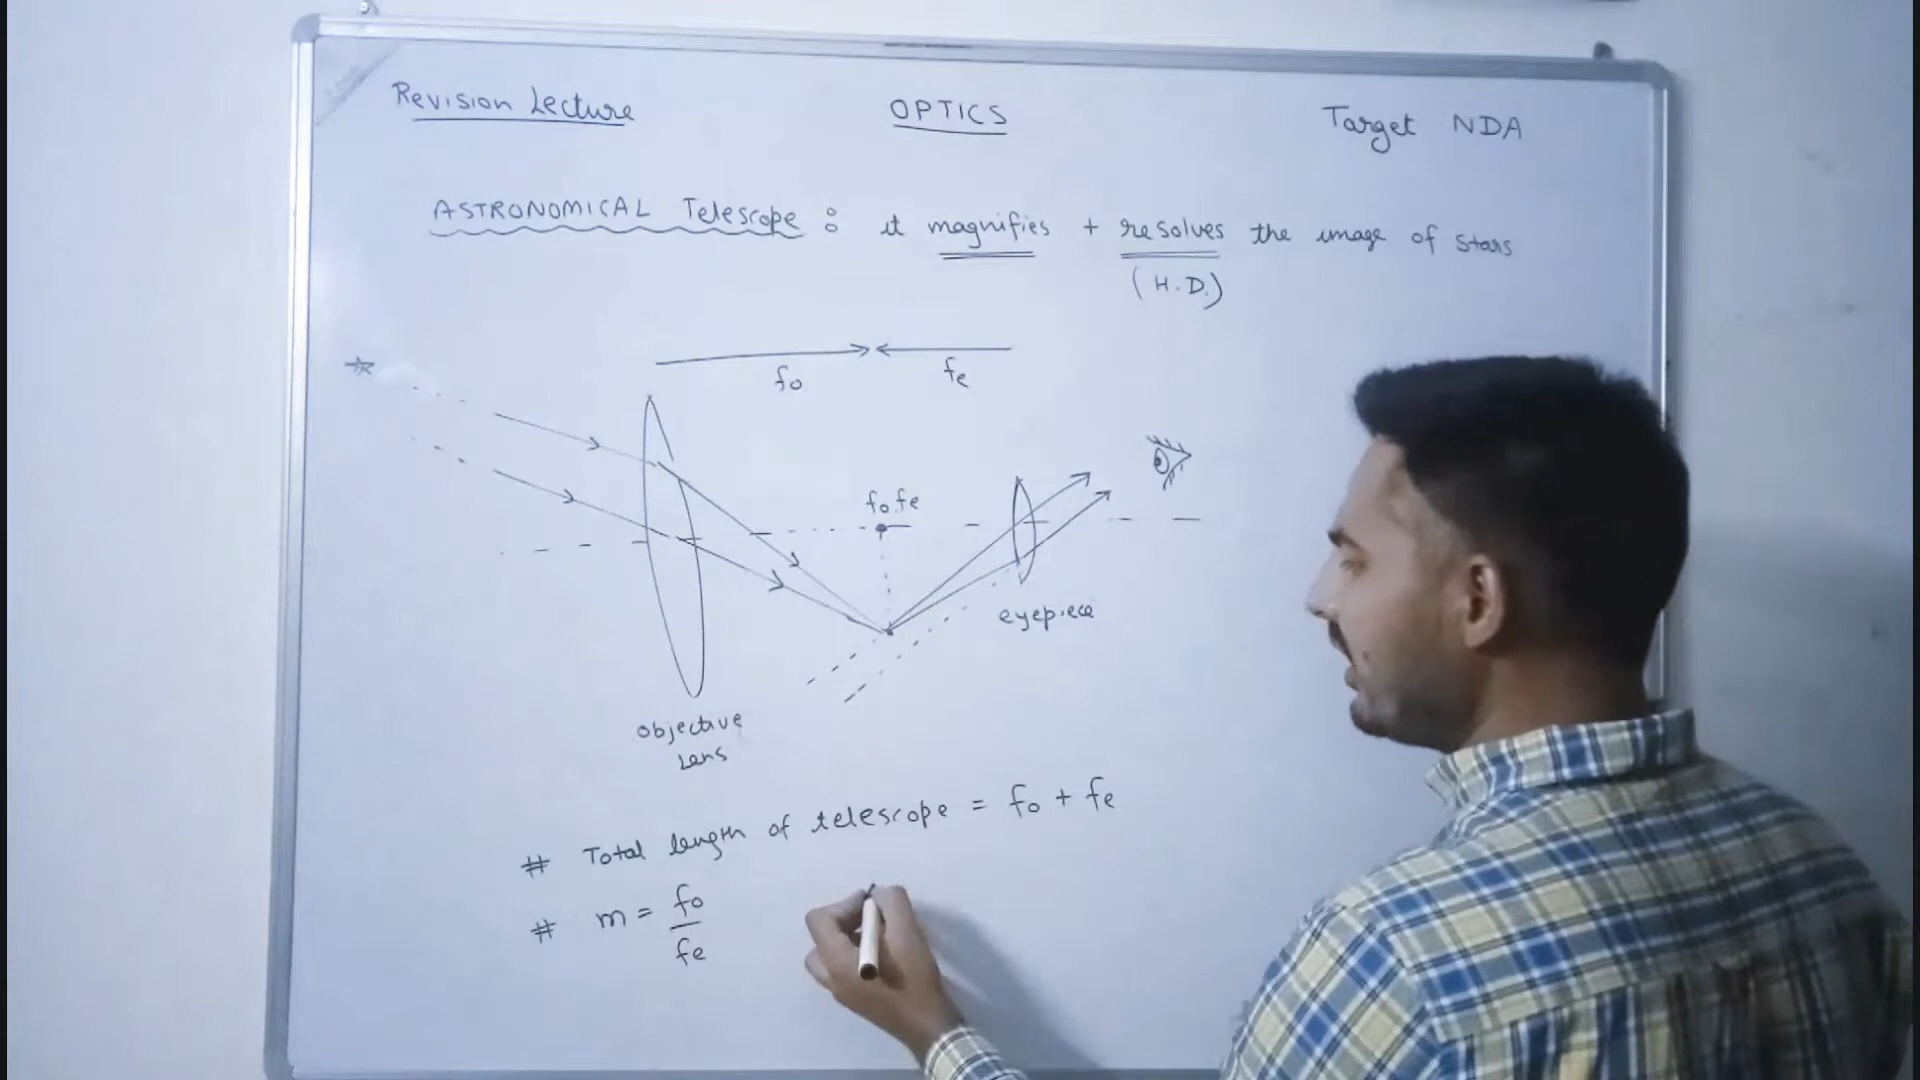 Revision Lecture OPTICS Target NDA
ASTRONOMICAL Telescope : it magnifies + resolves the image of stars
(H.D.)
fo fe
fo.fe
eyepiece
objective
Lens
# Total length of telescope = fo + fe
# m = fo
fe